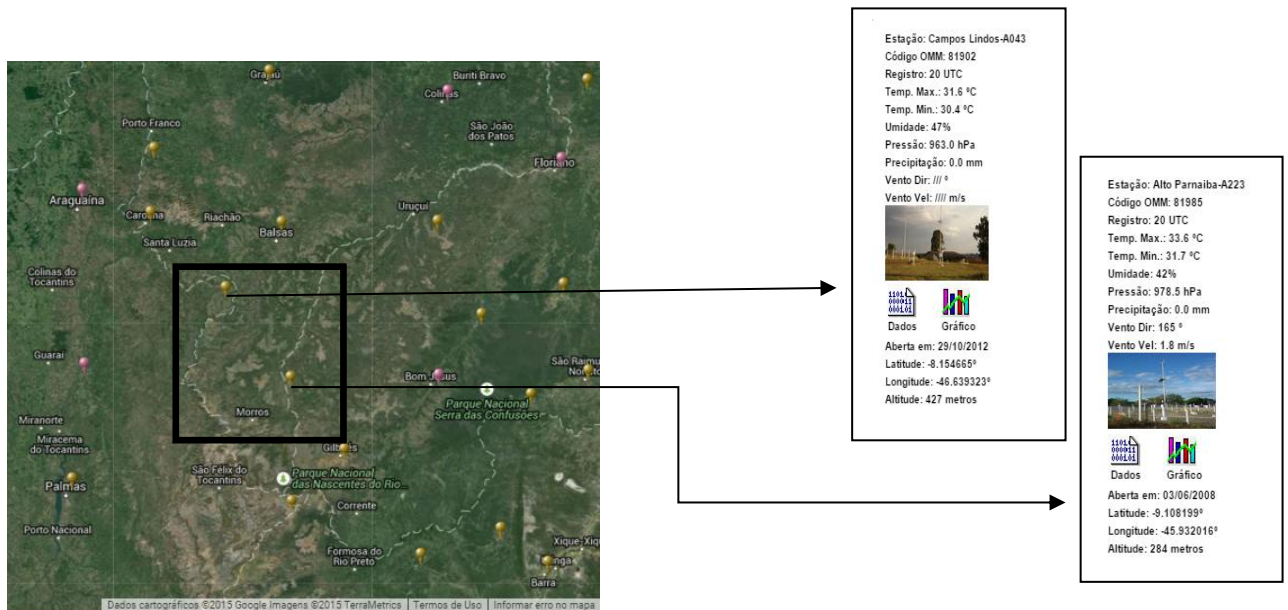 Grajaú
Buriti Bravo
Colinas
Porto Franco
São João
dos Patos
Floriano
Araguaína
Carolina
Riachão
Uruçuí
Balsas
Santa Luzia
Colinas do
Tocantins
Guaraí
São Raimu
Bom Jesus
Parque Nacional
Serra das Confusões
Morros
Miranorte
Miracema
do Tocantins
Gilbués
São Félix do
Tocantins
Parque Nacional
das Nascentes do Rio...
Palmas
Corrente
Porto Nacional
Formosa do
Rio Preto
Xique-Xiqu
Barra
Dados cartográficos ©2015 Google Imagens ©2015 TerraMetrics
Termos de Uso
Informar erro no mapa
Estação: Campos Lindos-A043
Código OMM: 81902
Registro: 20 UTC
Temp. Max.: 31.6 ºC
Temp. Min.: 30.4 ºC
Umidade: 47%
Pressão: 963.0 hPa
Precipitação: 0.0 mm
Vento Dir: /// º
Vento Vel: //// m/s
Dados Gráfico
Aberta em: 29/10/2012
Latitude: -8.154665º
Longitude: -46.639323º
Altitude: 427 metros
Estação: Alto Parnaiba-A223
Código OMM: 81985
Registro: 20 UTC
Temp. Max.: 33.6 ºC
Temp. Min.: 31.7 ºC
Umidade: 42%
Pressão: 978.5 hPa
Precipitação: 0.0 mm
Vento Dir: 165 º
Vento Vel: 1.8 m/s
Dados Gráfico
Aberta em: 03/06/2008
Latitude: -9.108199º
Longitude: -45.932016º
Altitude: 284 metros